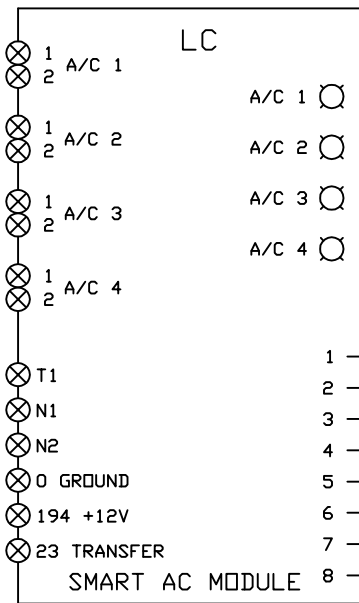 LC
1
A/C 1
2
A/C 1
1
A/C 2
2
A/C 2
1
A/C 3
2
A/C 3
1
A/C 4
2
A/C 4
T1
N1
N2
0 GROUND
194 +12V
23 TRANSFER
1
2
3
4
5
6
7
8
SMART AC MODULE